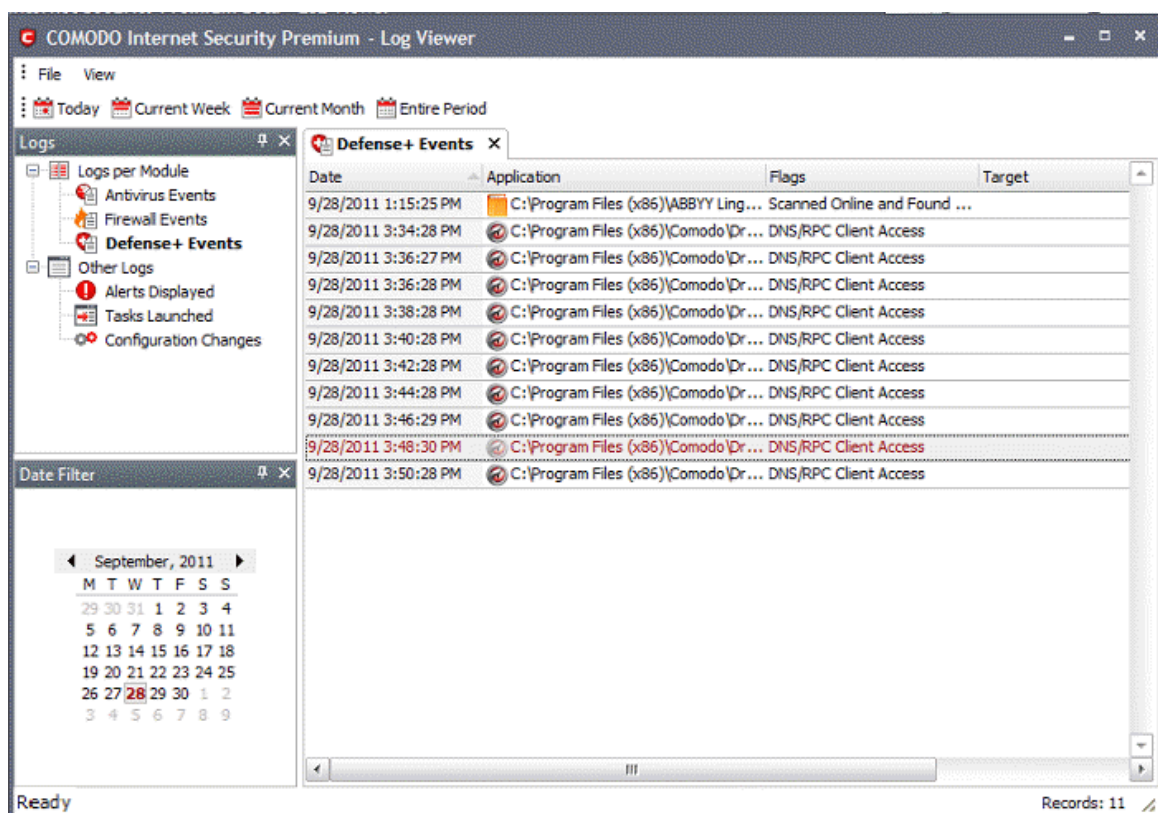 COMODO Internet Security Premium - Log Viewer
File View
Today Current Week Current Month Entire Period
Logs
Logs per Module
Antivirus Events
Firewall Events
Defense+ Events
Other Logs
Alerts Displayed
Tasks Launched
Configuration Changes
Date Filter
September, 2011
M T W T F S S
29 30 31 1 2 3 4
5 6 7 8 9 10 11
12 13 14 15 16 17 18
19 20 21 22 23 24 25
26 27 28 29 30 1 2
3 4 5 6 7 8 9
Defense+ Events
Date Application Flags Target
9/28/2011 1:15:25 PM C:\Program Files (x86)\ABBYY Ling... Scanned Online and Found ...
9/28/2011 3:34:28 PM C:\Program Files (x86)\Comodo\Dr... DNS/RPC Client Access
9/28/2011 3:36:27 PM C:\Program Files (x86)\Comodo\Dr... DNS/RPC Client Access
9/28/2011 3:36:28 PM C:\Program Files (x86)\Comodo\Dr... DNS/RPC Client Access
9/28/2011 3:38:28 PM C:\Program Files (x86)\Comodo\Dr... DNS/RPC Client Access
9/28/2011 3:40:28 PM C:\Program Files (x86)\Comodo\Dr... DNS/RPC Client Access
9/28/2011 3:42:28 PM C:\Program Files (x86)\Comodo\Dr... DNS/RPC Client Access
9/28/2011 3:44:28 PM C:\Program Files (x86)\Comodo\Dr... DNS/RPC Client Access
9/28/2011 3:46:29 PM C:\Program Files (x86)\Comodo\Dr... DNS/RPC Client Access
9/28/2011 3:48:30 PM C:\Program Files (x86)\Comodo\Dr... DNS/RPC Client Access
9/28/2011 3:50:28 PM C:\Program Files (x86)\Comodo\Dr... DNS/RPC Client Access
Ready
Records: 11